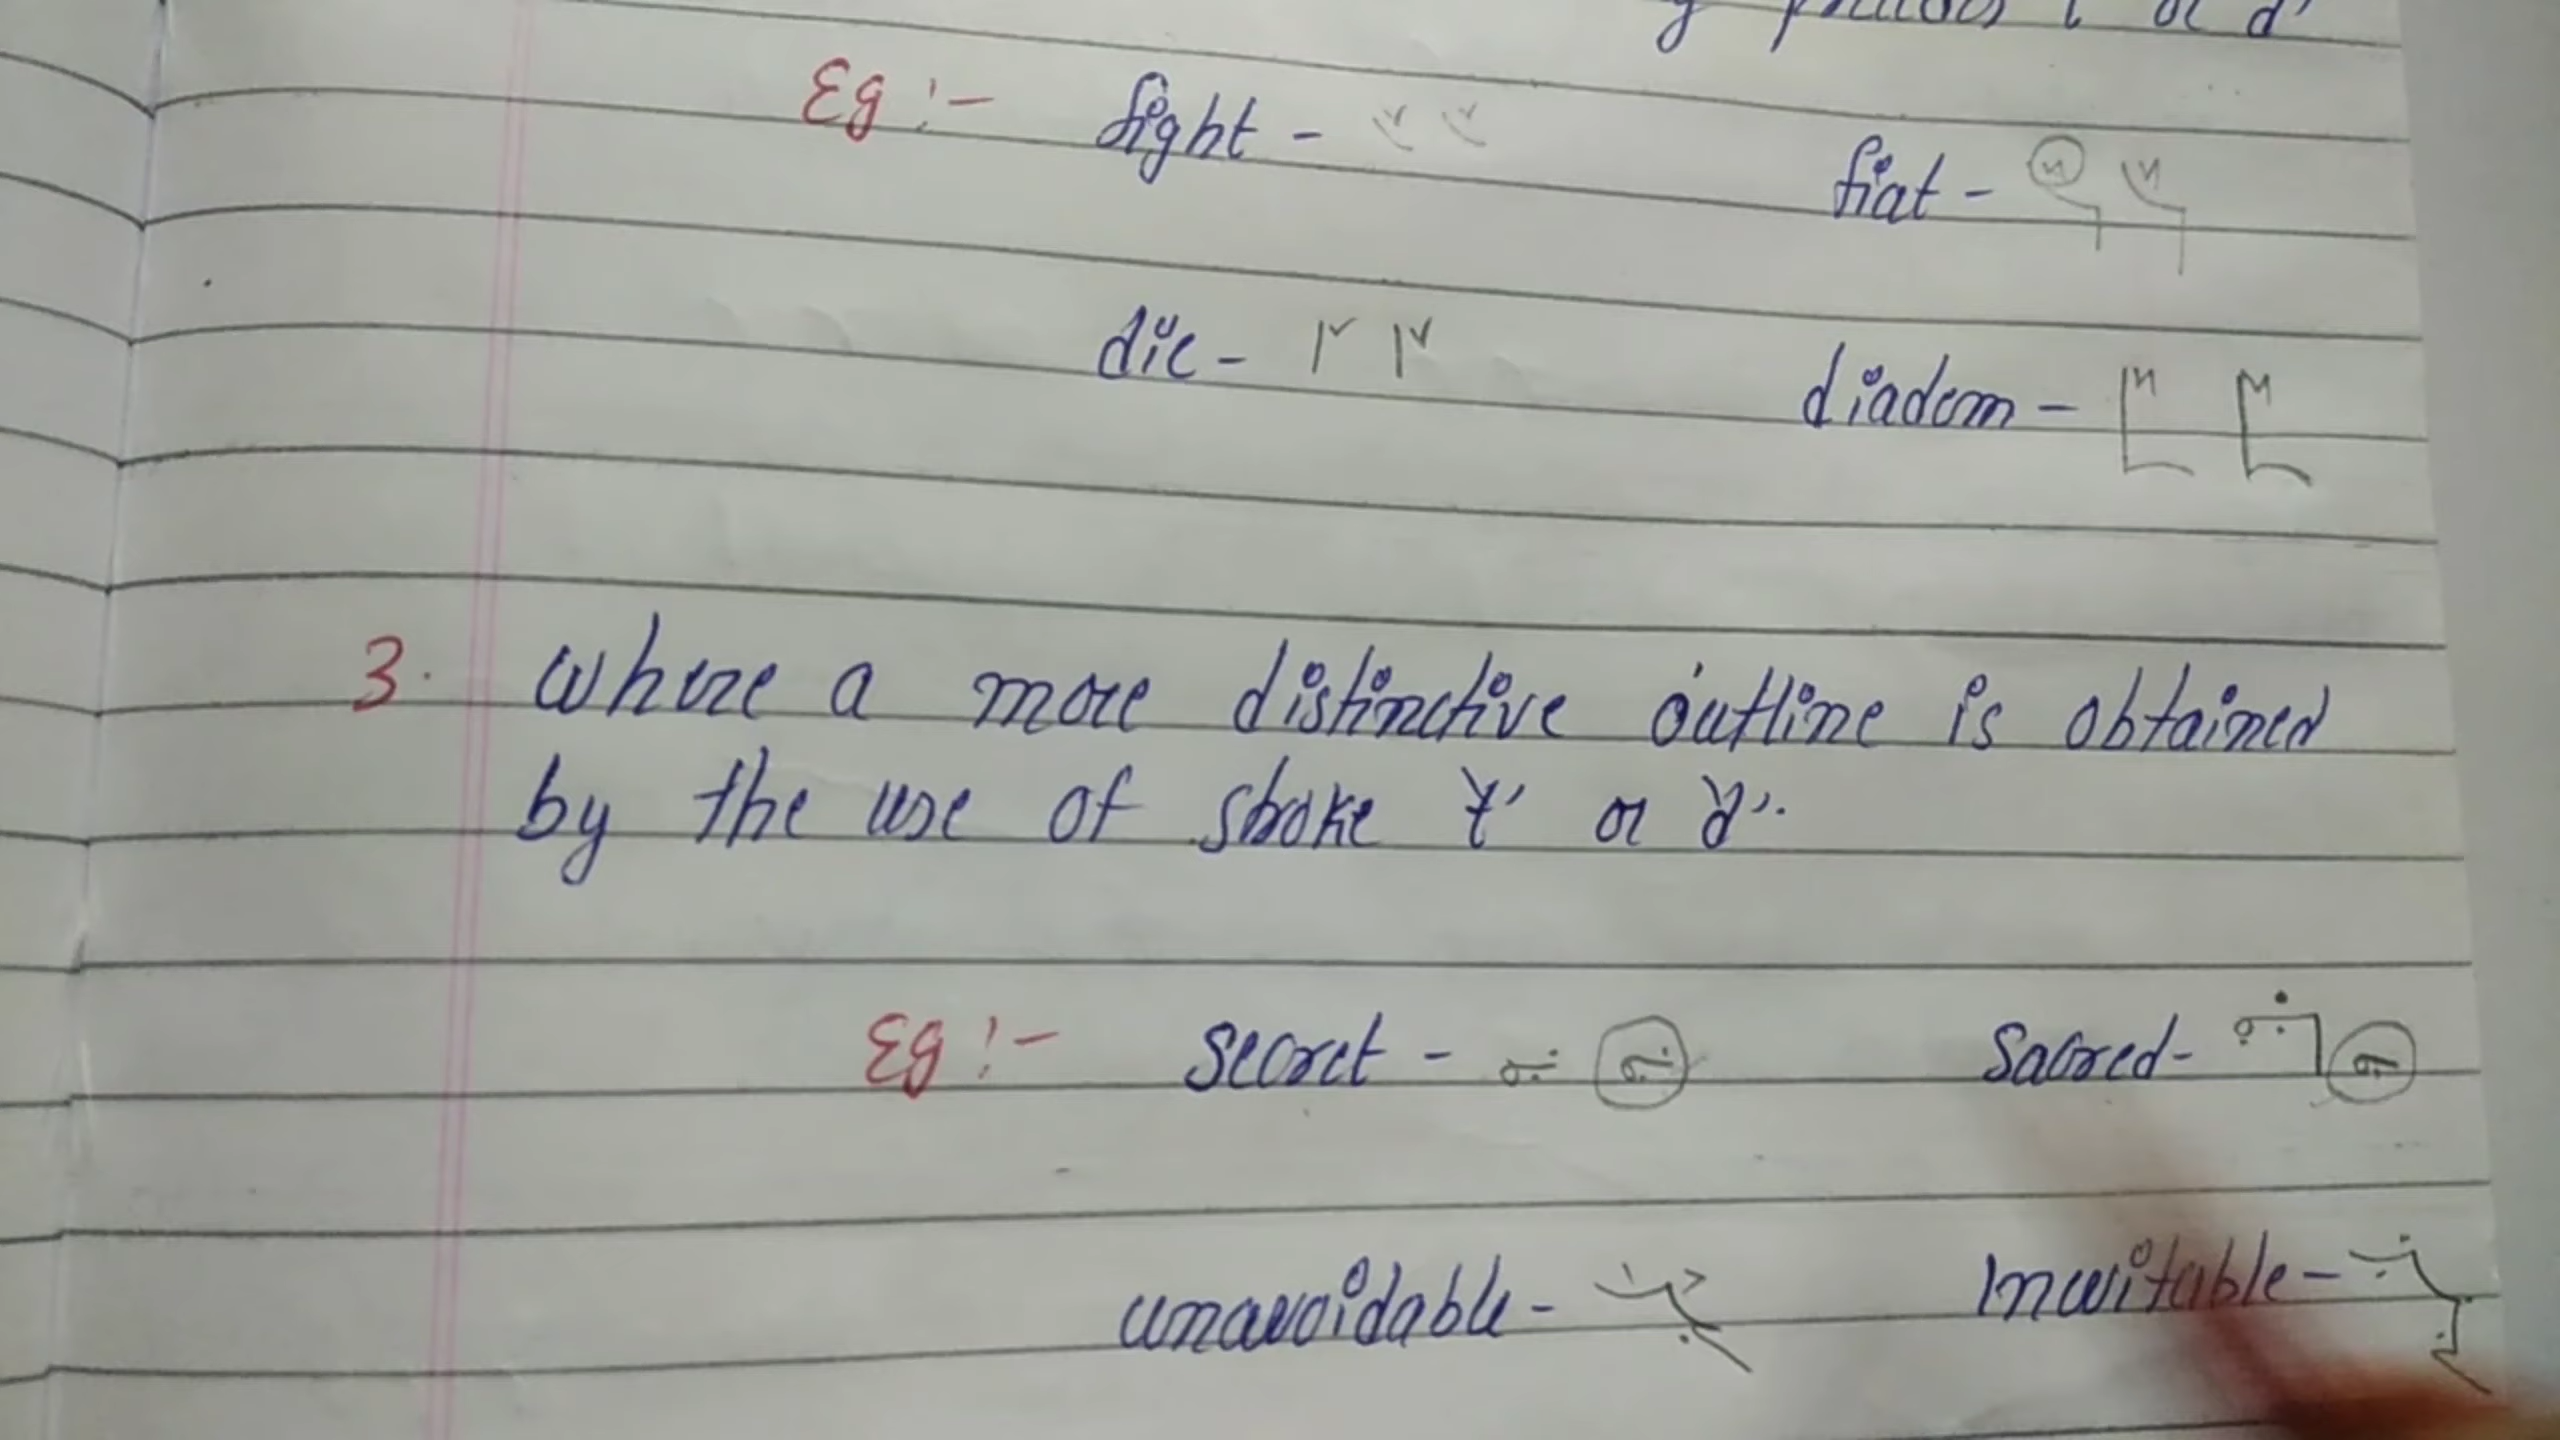 Eg :- fight - fiat -
die - diadem -
3. Where a more distinctive outline is obtained
by the use of stroke 't' or 'd'.
Eg :- Secret - Sacred -
unavoidable - Inevitable -